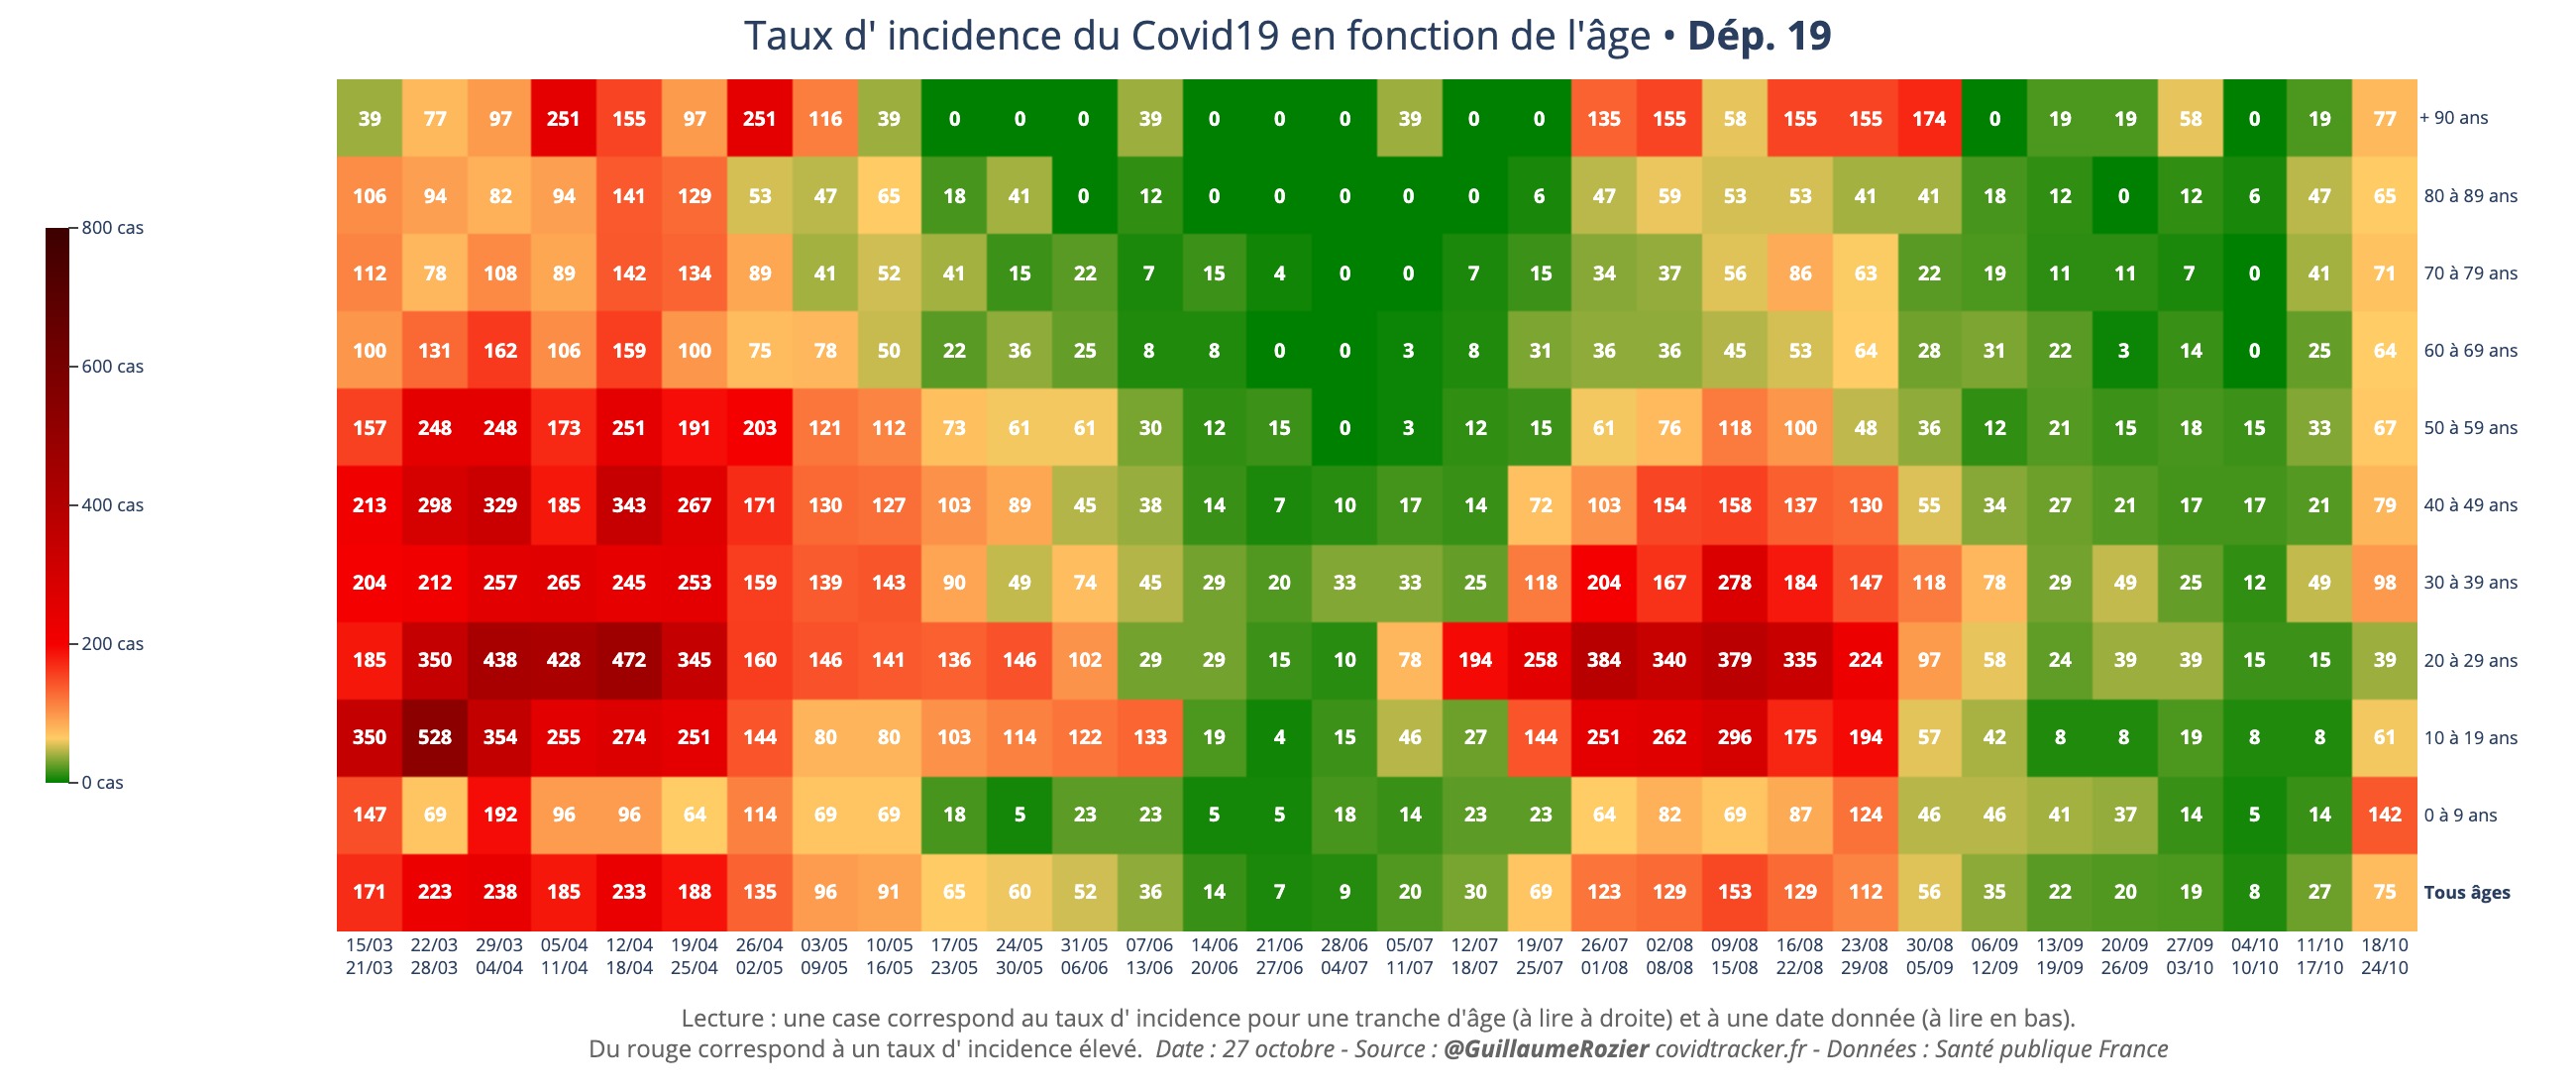 Taux d' incidence du Covid19 en fonction de l'âge • Dép. 19
39 77 97 251 155 97 251 116 39 0 0 0 39 0 0 0 39 0 0 135 155 58 155 155 174 0 19 19 58 0 19 77 + 90 ans
106 94 82 94 141 129 53 47 65 18 41 0 12 0 0 0 0 0 6 47 59 53 53 41 41 18 12 0 12 6 47 65 80 à 89 ans
800 cas
112 78 108 89 142 134 89 41 52 41 15 22 7 15 4 0 0 7 15 34 37 56 86 63 22 19 11 11 7 0 41 71 70 à 79 ans
100 131 162 106 159 100 75 78 50 22 36 25 8 8 0 0 3 8 31 36 36 45 53 64 28 31 22 3 14 0 25 64 60 à 69 ans
600 cas
157 248 248 173 251 191 203 121 112 73 61 61 30 12 15 0 3 12 15 61 76 118 100 48 36 12 21 15 18 15 33 67 50 à 59 ans
400 cas
213 298 329 185 343 267 171 130 127 103 89 45 38 14 7 10 17 14 72 103 154 158 137 130 55 34 27 21 17 17 21 79 40 à 49 ans
204 212 257 265 245 253 159 139 143 90 49 74 45 29 20 33 33 25 118 204 167 278 184 147 118 78 29 49 25 12 49 98 30 à 39 ans
200 cas
185 350 438 428 472 345 160 146 141 136 146 102 29 29 15 10 78 194 258 384 340 379 335 224 97 58 24 39 39 15 15 39 20 à 29 ans
350 528 354 255 274 251 144 80 80 103 114 122 133 19 4 15 46 27 144 251 262 296 175 194 57 42 8 8 19 8 8 61 10 à 19 ans
0 cas
147 69 192 96 96 64 114 69 69 18 5 23 23 5 5 18 14 23 23 64 82 69 87 124 46 46 41 37 14 5 14 142 0 à 9 ans
171 223 238 185 233 188 135 96 91 65 60 52 36 14 7 9 20 30 69 123 129 153 129 112 56 35 22 20 19 8 27 75 Tous âges
15/03 22/03 29/03 05/04 12/04 19/04 26/04 03/05 10/05 17/05 24/05 31/05 07/06 14/06 21/06 28/06 05/07 12/07 19/07 26/07 02/08 09/08 16/08 23/08 30/08 06/09 13/09 20/09 27/09 04/10 11/10 18/10
21/03 28/03 04/04 11/04 18/04 25/04 02/05 09/05 16/05 23/05 30/05 06/06 13/06 20/06 27/06 04/07 11/07 18/07 25/07 01/08 08/08 15/08 22/08 29/08 05/09 12/09 19/09 26/09 03/10 10/10 17/10 24/10
Lecture : une case correspond au taux d' incidence pour une tranche d'âge (à lire à droite) et à une date donnée (à lire en bas).
Du rouge correspond à un taux d' incidence élevé. Date : 27 octobre - Source : @GuillaumeRozier covidtracker.fr - Données : Santé publique France